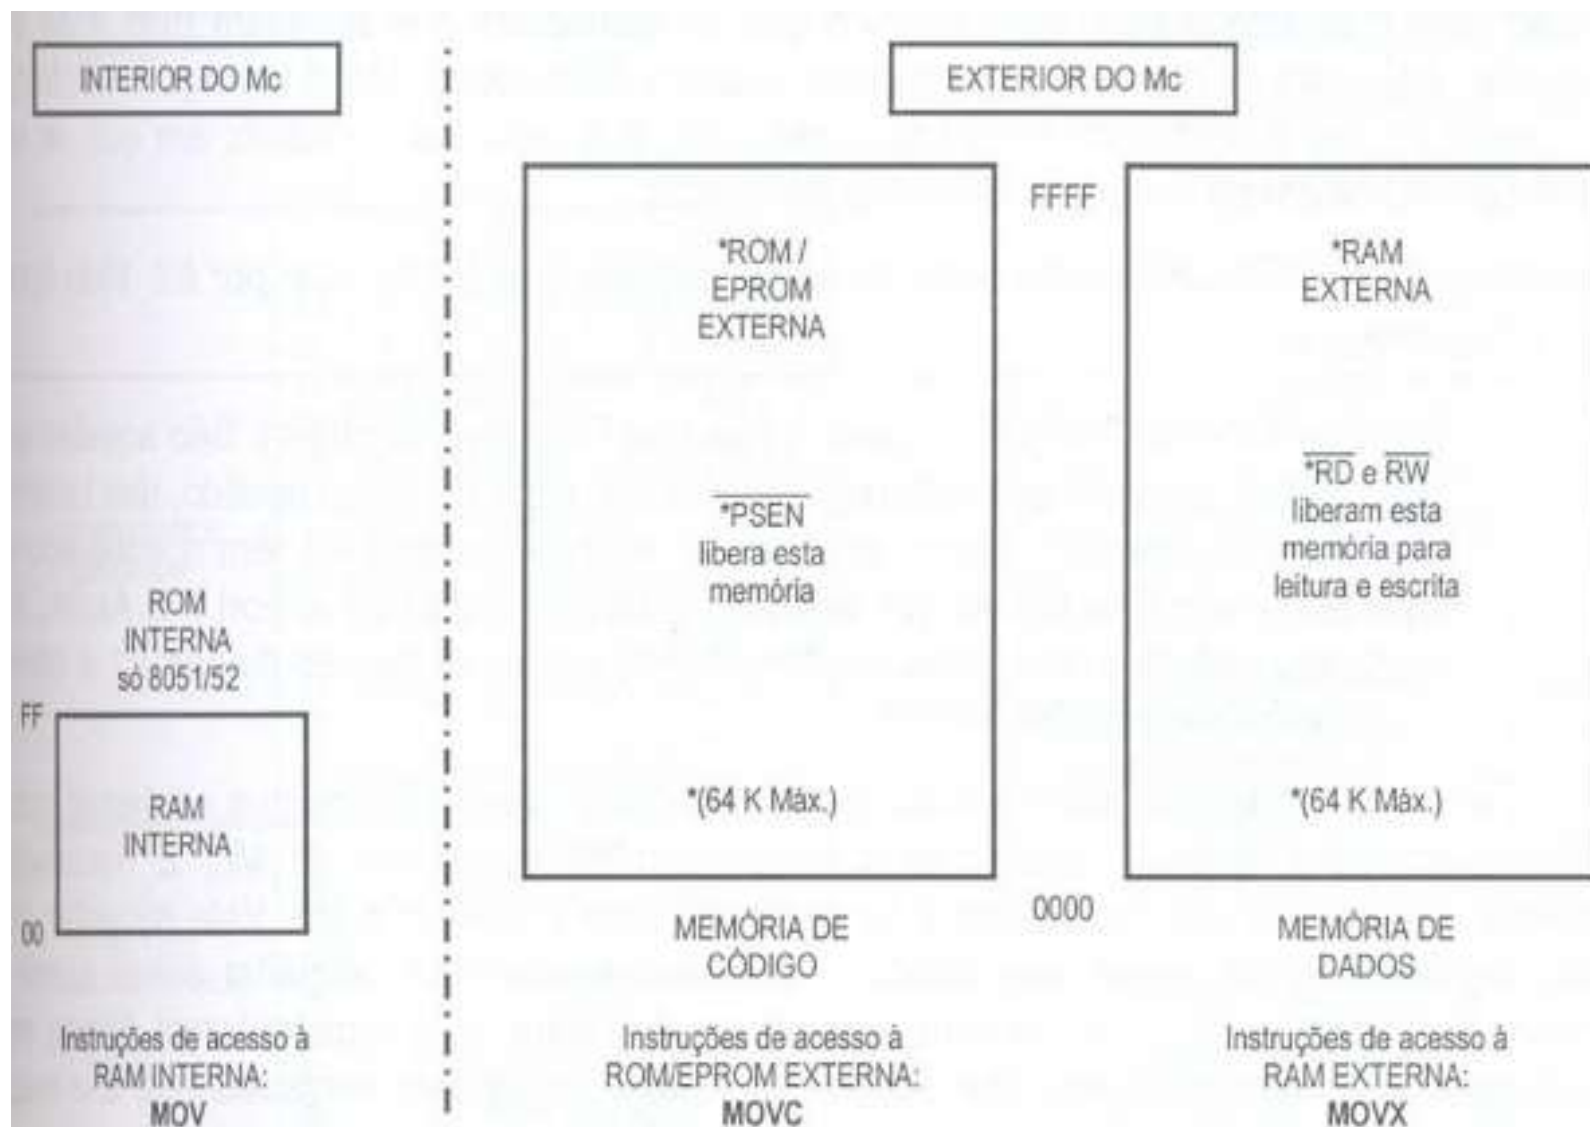 INTERIOR DO Mc
EXTERIOR DO Mc
FFFF
*ROM /
EPROM
EXTERNA
*PSEN
libera esta
memória
*(64 K Máx.)
*RAM
EXTERNA
*RD e RW
liberam esta
memória para
leitura e escrita
*(64 K Máx.)
ROM
INTERNA
só 8051/52
FF
RAM
INTERNA
00
0000
MEMÓRIA DE
CÓDIGO
MEMÓRIA DE
DADOS
Instruções de acesso à
RAM INTERNA:
MOV
Instruções de acesso à
ROM/EPROM EXTERNA:
MOVC
Instruções de acesso à
RAM EXTERNA:
MOVX